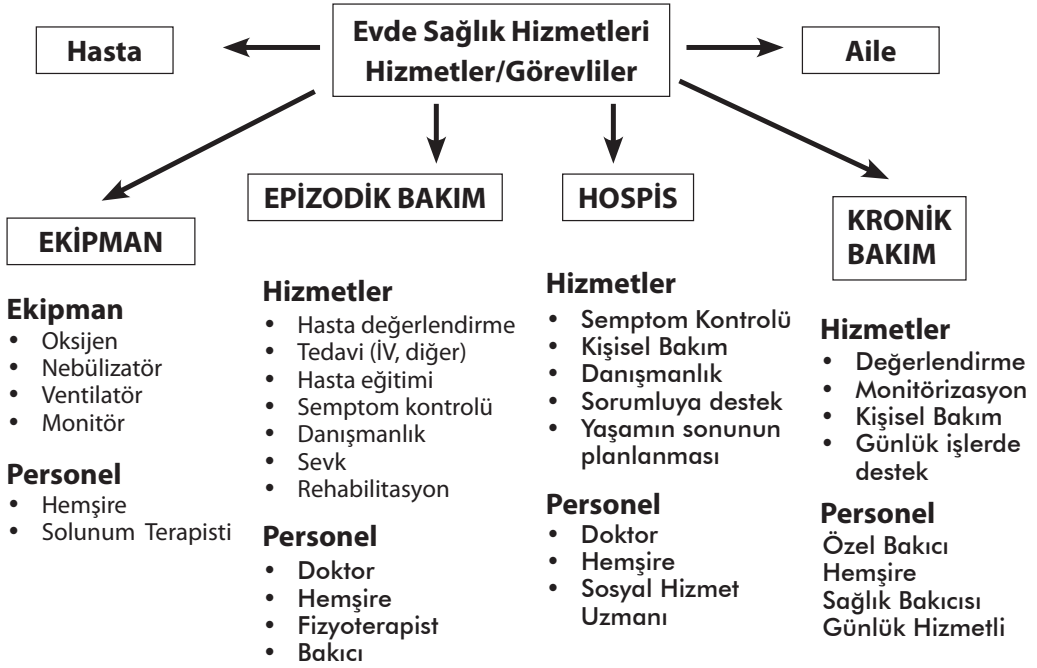 Hasta
Evde Sağlık Hizmetleri
Hizmetler/Görevliler
Aile
EKİPMAN
Ekipman
• Oksijen
• Nebülizatör
• Ventilatör
• Monitör
Personel
• Hemşire
• Solunum Terapisti
EPİZODİK BAKIM
Hizmetler
• Hasta değerlendirme
• Tedavi (İV, diğer)
• Hasta eğitimi
• Semptom kontrolü
• Danışmanlık
• Sevk
• Rehabilitasyon
Personel
• Doktor
• Hemşire
• Fizyoterapist
• Bakıcı
HOSPİS
Hizmetler
• Semptom Kontrolü
• Kişisel Bakım
• Danışmanlık
• Sorumluya destek
• Yaşamın sonunun
planlanması
Personel
• Doktor
• Hemşire
• Sosyal Hizmet
Uzmanı
KRONİK
BAKIM
Hizmetler
• Değerlendirme
• Monitörizasyon
• Kişisel Bakım
• Günlük işlerde
destek
Personel
Özel Bakıcı
Hemşire
Sağlık Bakıcısı
Günlük Hizmetli